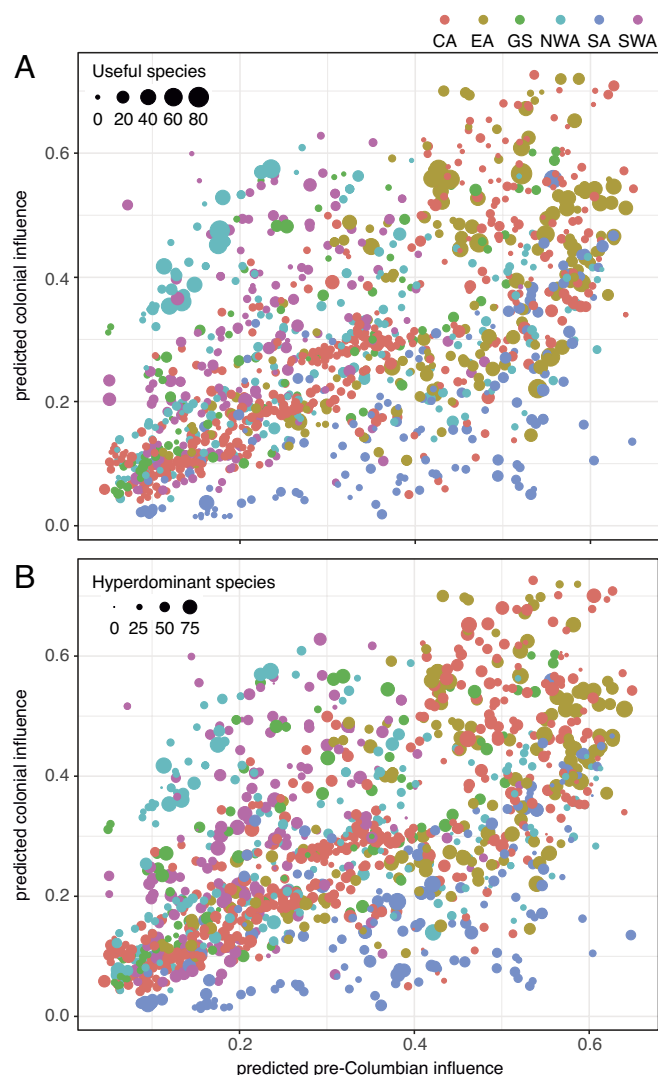 CA EA GS NWA SA SWA
A
Useful species
0 20 40 60 80
predicted colonial influence
0.6
0.4
0.2
0.0
B
Hyperdominant species
0 25 50 75
predicted colonial influence
0.6
0.4
0.2
0.0
0.2 0.4 0.6
predicted pre-Columbian influence